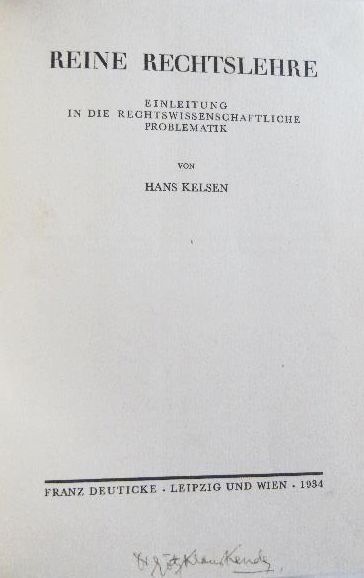 REINE RECHTSLEHRE
EINLEITUNG
IN DIE RECHTSWISSENSCHAFTLICHE
PROBLEMATIK
VON
HANS KELSEN
FRANZ DEUTICKE · LEIPZIG UND WIEN · 1934